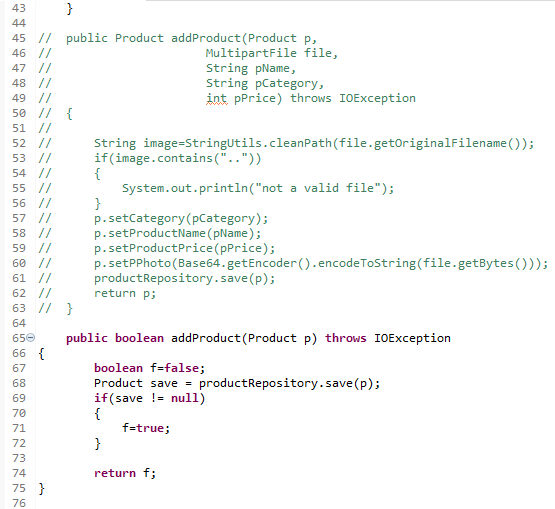 43     }
44
45 //  public Product addProduct(Product p,
46 //                      MultipartFile file,
47 //                      String pName,
48 //                      String pCategory,
49 //                      int pPrice) throws IOException
50 //  {
51 //
52 //      String image=StringUtils.cleanPath(file.getOriginalFilename());
53 //      if(image.contains(".."))
54 //      {
55 //          System.out.println("not a valid file");
56 //      }
57 //      p.setCategory(pCategory);
58 //      p.setProductName(pName);
59 //      p.setProductPrice(pPrice);
60 //      p.setPPhoto(Base64.getEncoder().encodeToString(file.getBytes()));
61 //      productRepository.save(p);
62 //      return p;
63 //  }
64
65     public boolean addProduct(Product p) throws IOException
66 {
67         boolean f=false;
68         Product save = productRepository.save(p);
69         if(save != null)
70         {
71             f=true;
72         }
73
74         return f;
75 }
76